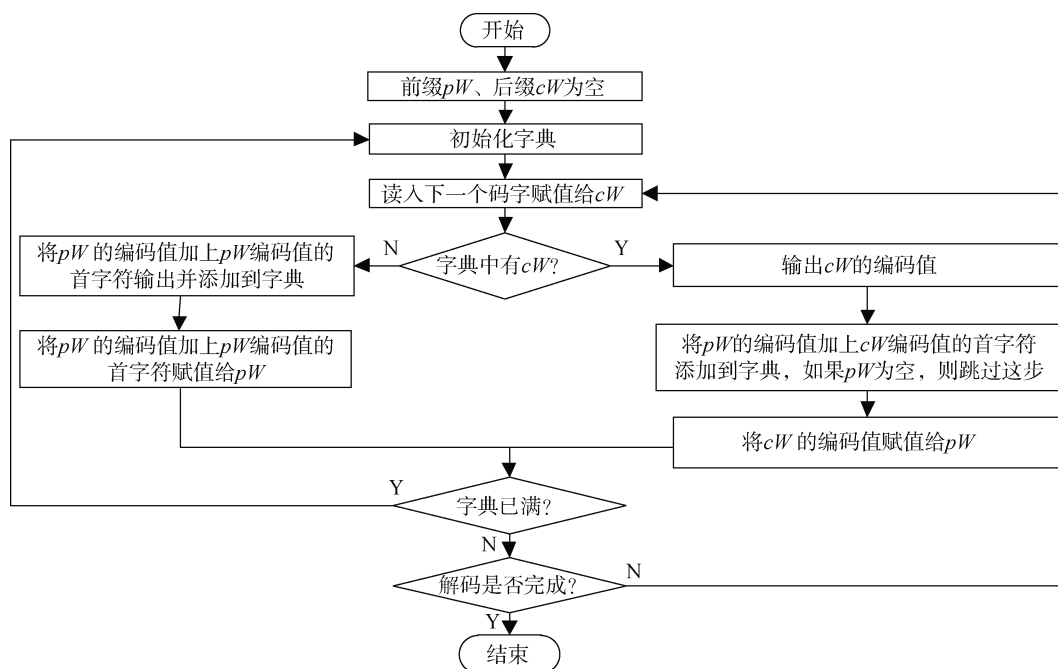 开始
前缀pW、后缀cW为空
初始化字典
读入下一个码字赋值给cW
字典中有cW?
N
Y
将pW 的编码值加上pW编码值的
首字符输出并添加到字典
输出cW的编码值
将pW 的编码值加上pW编码值的
首字符赋值给pW
将pW的编码值加上cW编码值的首字符
添加到字典，如果pW为空，则跳过这步
将cW 的编码值赋值给pW
Y
字典已满?
N
解码是否完成?
N
Y
结束